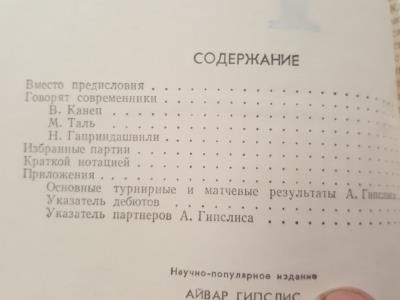 СОДЕРЖАНИЕ
Вместо предисловия . . . . . . . . . . . . . . . . .
Говорят современники . . . . . . . . . . . . . . . .
В. Канеп . . . . . . . . . . . . . . . . . .
М. Таль . . . . . . . . . . . . . . . . . .
Н. Гаприндашвили . . . . . . . . . . . . . . .
Избранные партии . . . . . . . . . . . . . . . . .
Краткой нотацией . . . . . . . . . . . . . . . . .
Приложения . . . . . . . . . . . . . . . . . . .
Основные турнирные и матчевые результаты А. Гипслиса
Указатель дебютов . . . . . . . . . . . . . . .
Указатель партнеров А. Гипслиса . . . . . . . . . .
Научно-популярное издание
АЙВАР ГИПСЛИС